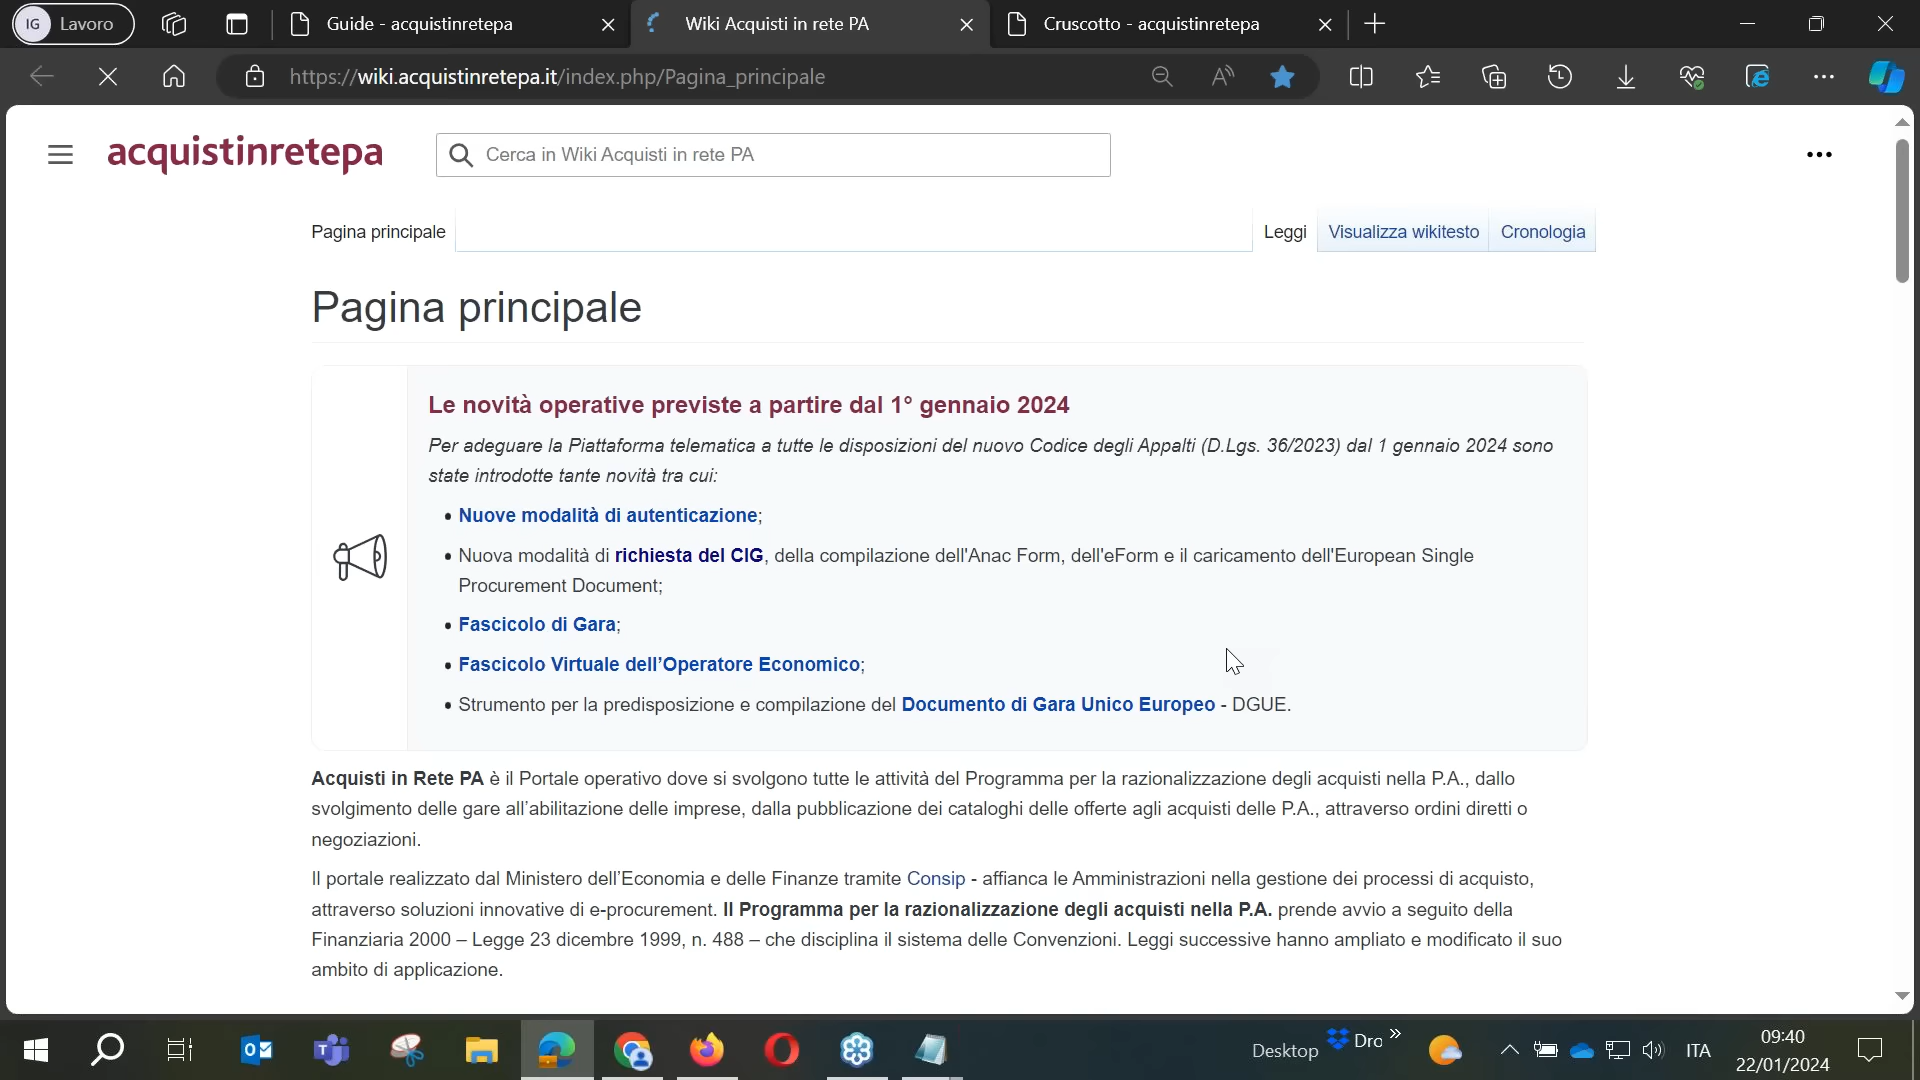 IG Lavoro
Guide - acquistinretepa
Wiki Acquisti in rete PA
Cruscotto - acquistinretepa
https://wiki.acquistinretepa.it/index.php/Pagina_principale
acquistinretepa
Cerca in Wiki Acquisti in rete PA
Pagina principale
Leggi
Visualizza wikitesto
Cronologia
Pagina principale
Le novità operative previste a partire dal 1° gennaio 2024
Per adeguare la Piattaforma telematica a tutte le disposizioni del nuovo Codice degli Appalti (D.Lgs. 36/2023) dal 1 gennaio 2024 sono
state introdotte tante novità tra cui:
• Nuove modalità di autenticazione;
• Nuova modalità di richiesta del CIG, della compilazione dell'Anac Form, dell'eForm e il caricamento dell'European Single
Procurement Document;
• Fascicolo di Gara;
• Fascicolo Virtuale dell'Operatore Economico;
• Strumento per la predisposizione e compilazione del Documento di Gara Unico Europeo - DGUE.
Acquisti in Rete PA è il Portale operativo dove si svolgono tutte le attività del Programma per la razionalizzazione degli acquisti nella P.A., dallo
svolgimento delle gare all'abilitazione delle imprese, dalla pubblicazione dei cataloghi delle offerte agli acquisti delle P.A., attraverso ordini diretti o
negoziazioni.
Il portale realizzato dal Ministero dell'Economia e delle Finanze tramite Consip - affianca le Amministrazioni nella gestione dei processi di acquisto,
attraverso soluzioni innovative di e-procurement. Il Programma per la razionalizzazione degli acquisti nella P.A. prende avvio a seguito della
Finanziaria 2000 – Legge 23 dicembre 1999, n. 488 – che disciplina il sistema delle Convenzioni. Leggi successive hanno ampliato e modificato il suo
ambito di applicazione.
Desktop
Dro
ITA
09:40
22/01/2024